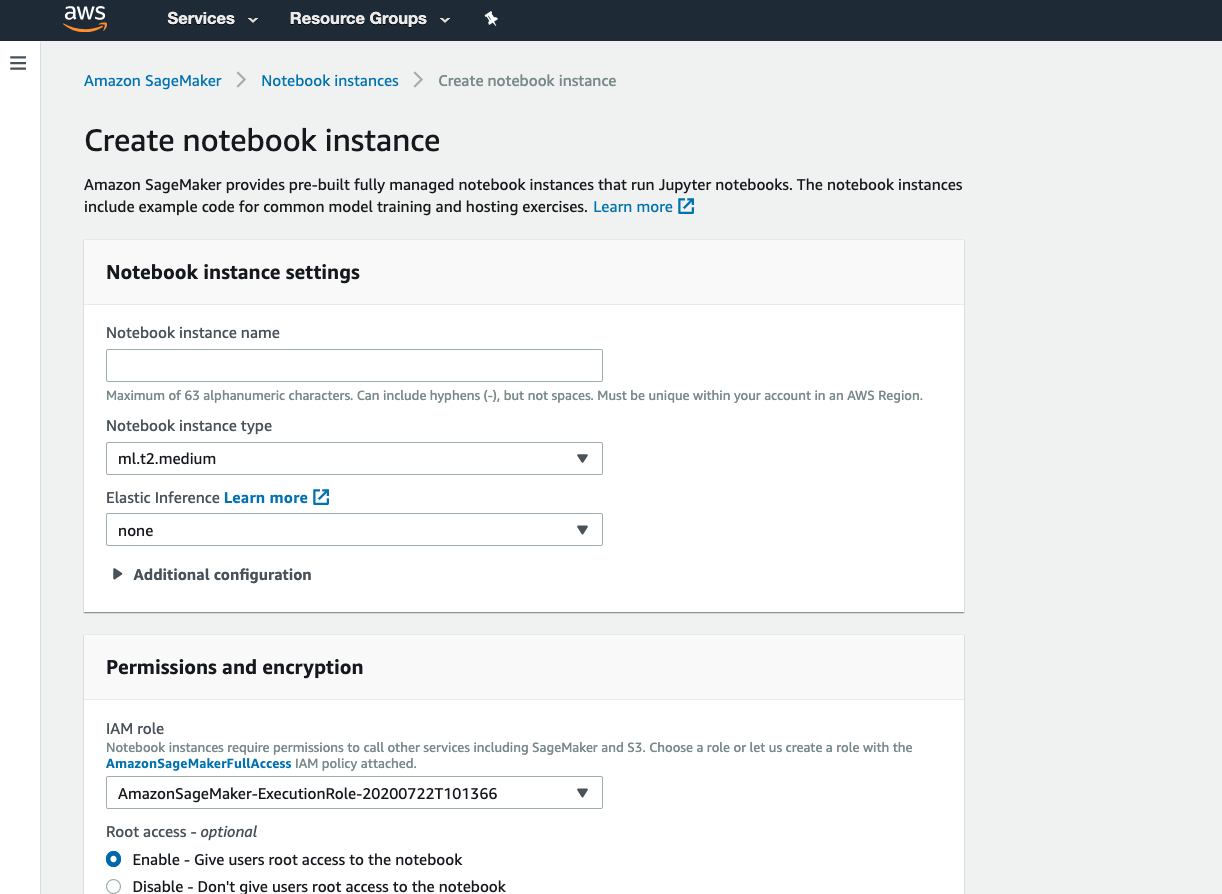 aws Services Resource Groups
Amazon SageMaker Notebook instances Create notebook instance
Create notebook instance
Amazon SageMaker provides pre-built fully managed notebook instances that run Jupyter notebooks. The notebook instances
include example code for common model training and hosting exercises. Learn more
Notebook instance settings
Notebook instance name
Maximum of 63 alphanumeric characters. Can include hyphens (-), but not spaces. Must be unique within your account in an AWS Region.
Notebook instance type
ml.t2.medium
Elastic Inference Learn more
none
Additional configuration
Permissions and encryption
IAM role
Notebook instances require permissions to call other services including SageMaker and S3. Choose a role or let us create a role with the
AmazonSageMakerFullAccess IAM policy attached.
AmazonSageMaker-ExecutionRole-20200722T101366
Root access - optional
Enable - Give users root access to the notebook
Disable - Don't give users root access to the notebook